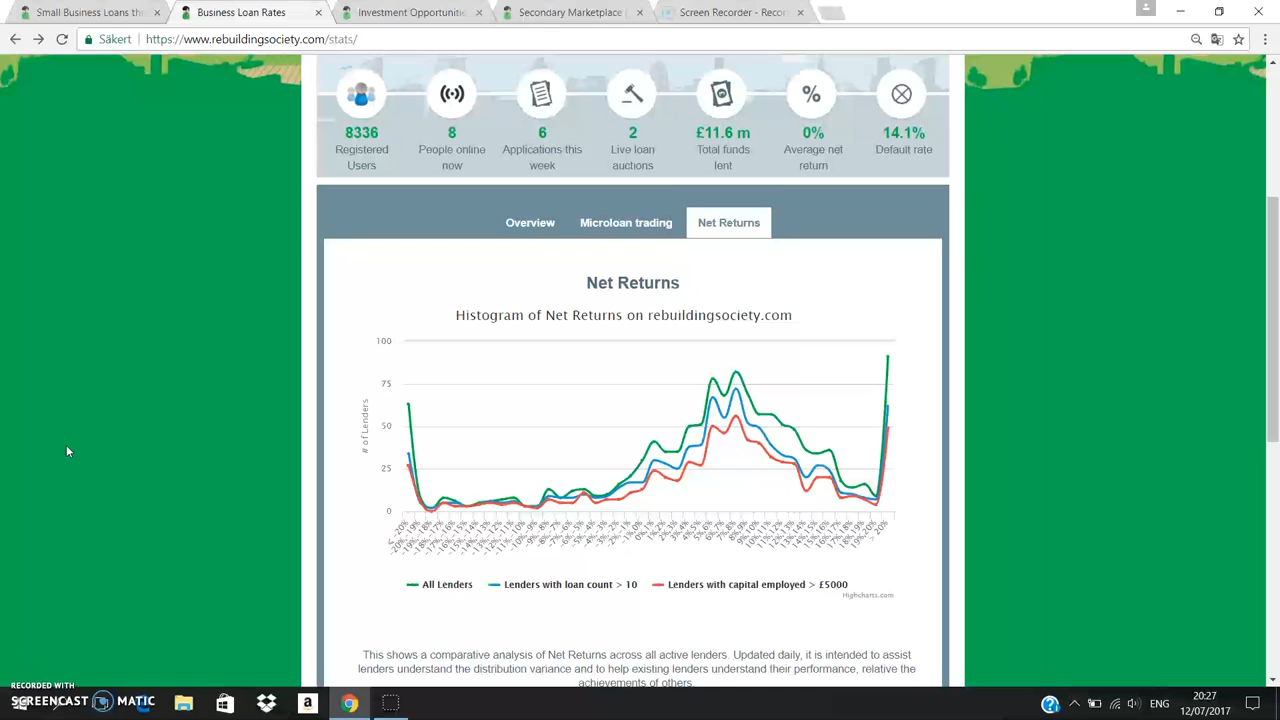 Small Business Loans th
Business Loan Rates
Investment Opportunitie
Secondary Marketplace
Screen Recorder - Recor
Säkert
https://www.rebuildingsociety.com/stats/
8336
Registered
Users
8
People online
now
6
Applications this
week
2
Live loan
auctions
£11.6 m
Total funds
lent
0%
Average net
return
14.1%
Default rate
Overview
Microloan trading
Net Returns
Net Returns
Histogram of Net Returns on rebuildingsociety.com
# of Lenders
100
75
50
25
0
All Lenders
Lenders with loan count > 10
Lenders with capital employed > £5000
Highcharts.com
This shows a comparative analysis of Net Returns across all active lenders. Updated daily, it is intended to assist
lenders understand the distribution variance and to help existing lenders understand their performance, relative the
achievements of others.
RECORDED WITH
SCREENCAST MATIC
ENG
20:27
12/07/2017